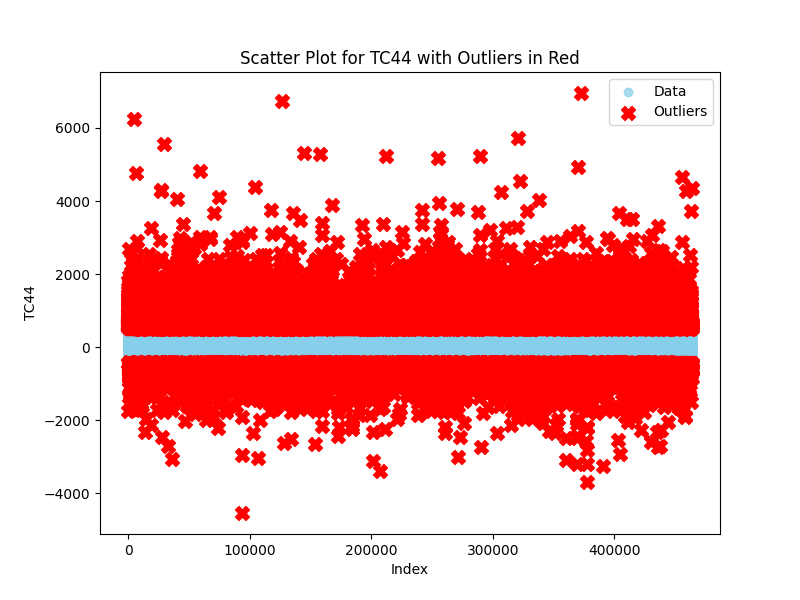 Scatter Plot for TC44 with Outliers in Red
Data
Outliers
6000
4000
2000
0
−2000
−4000
TC44
0
100000
200000
300000
400000
Index